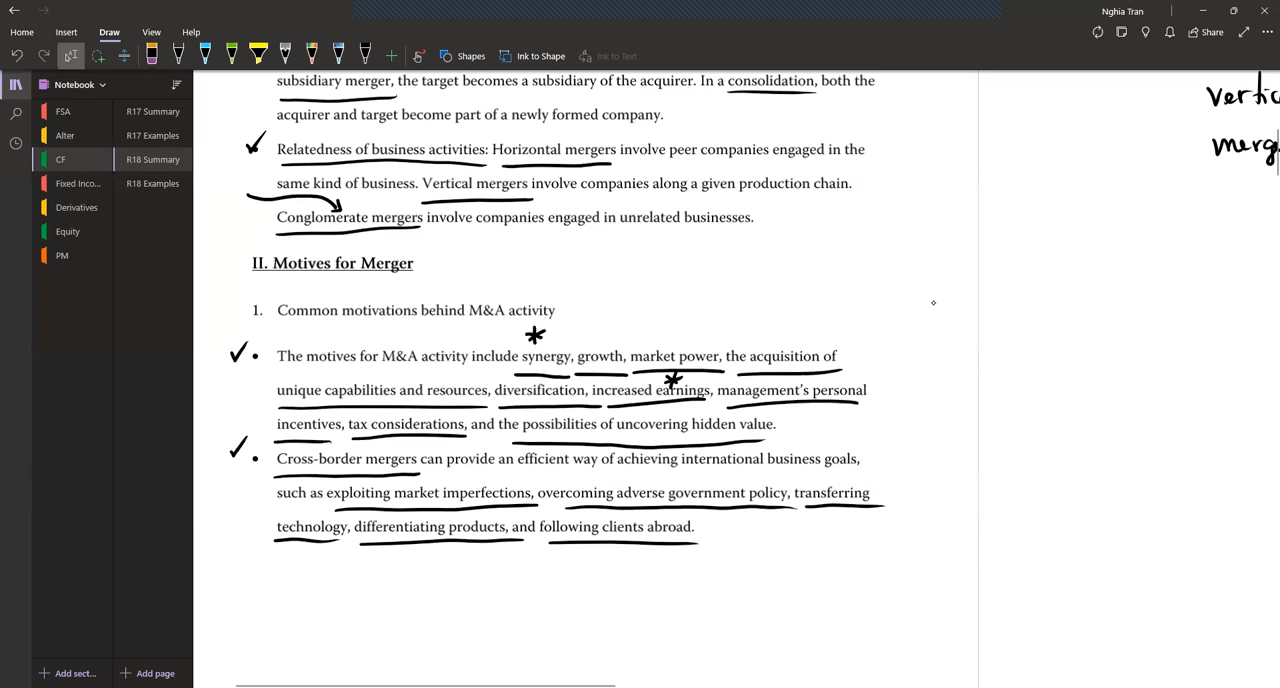 Nghia Tran
Home Insert Draw View Help
Share
Shapes Ink to Shape Ink to Text
Notebook
FSA
Alter
CF
Fixed Inco...
Derivatives
Equity
PM
R17 Summary
R17 Examples
R18 Summary
R18 Examples
subsidiary merger, the target becomes a subsidiary of the acquirer. In a consolidation, both the
acquirer and target become part of a newly formed company.
Relatedness of business activities: Horizontal mergers involve peer companies engaged in the
same kind of business. Vertical mergers involve companies along a given production chain.
Conglomerate mergers involve companies engaged in unrelated businesses.
II. Motives for Merger
1. Common motivations behind M&A activity
• The motives for M&A activity include synergy, growth, market power, the acquisition of
unique capabilities and resources, diversification, increased earnings, management's personal
incentives, tax considerations, and the possibilities of uncovering hidden value.
• Cross-border mergers can provide an efficient way of achieving international business goals,
such as exploiting market imperfections, overcoming adverse government policy, transferring
technology, differentiating products, and following clients abroad.
Add sect... Add page